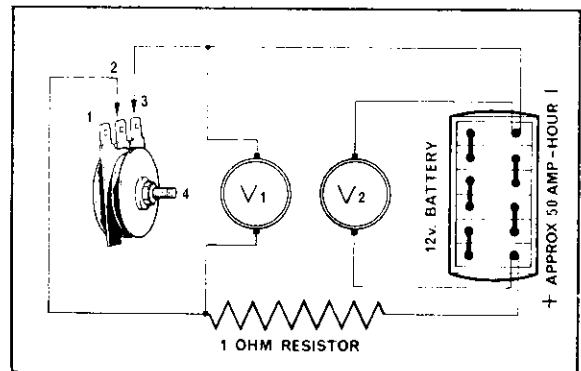 2
3
1
4
V1
V2
12v. BATTERY
+ APPROX 50 AMP-HOUR |
1 OHM RESISTOR